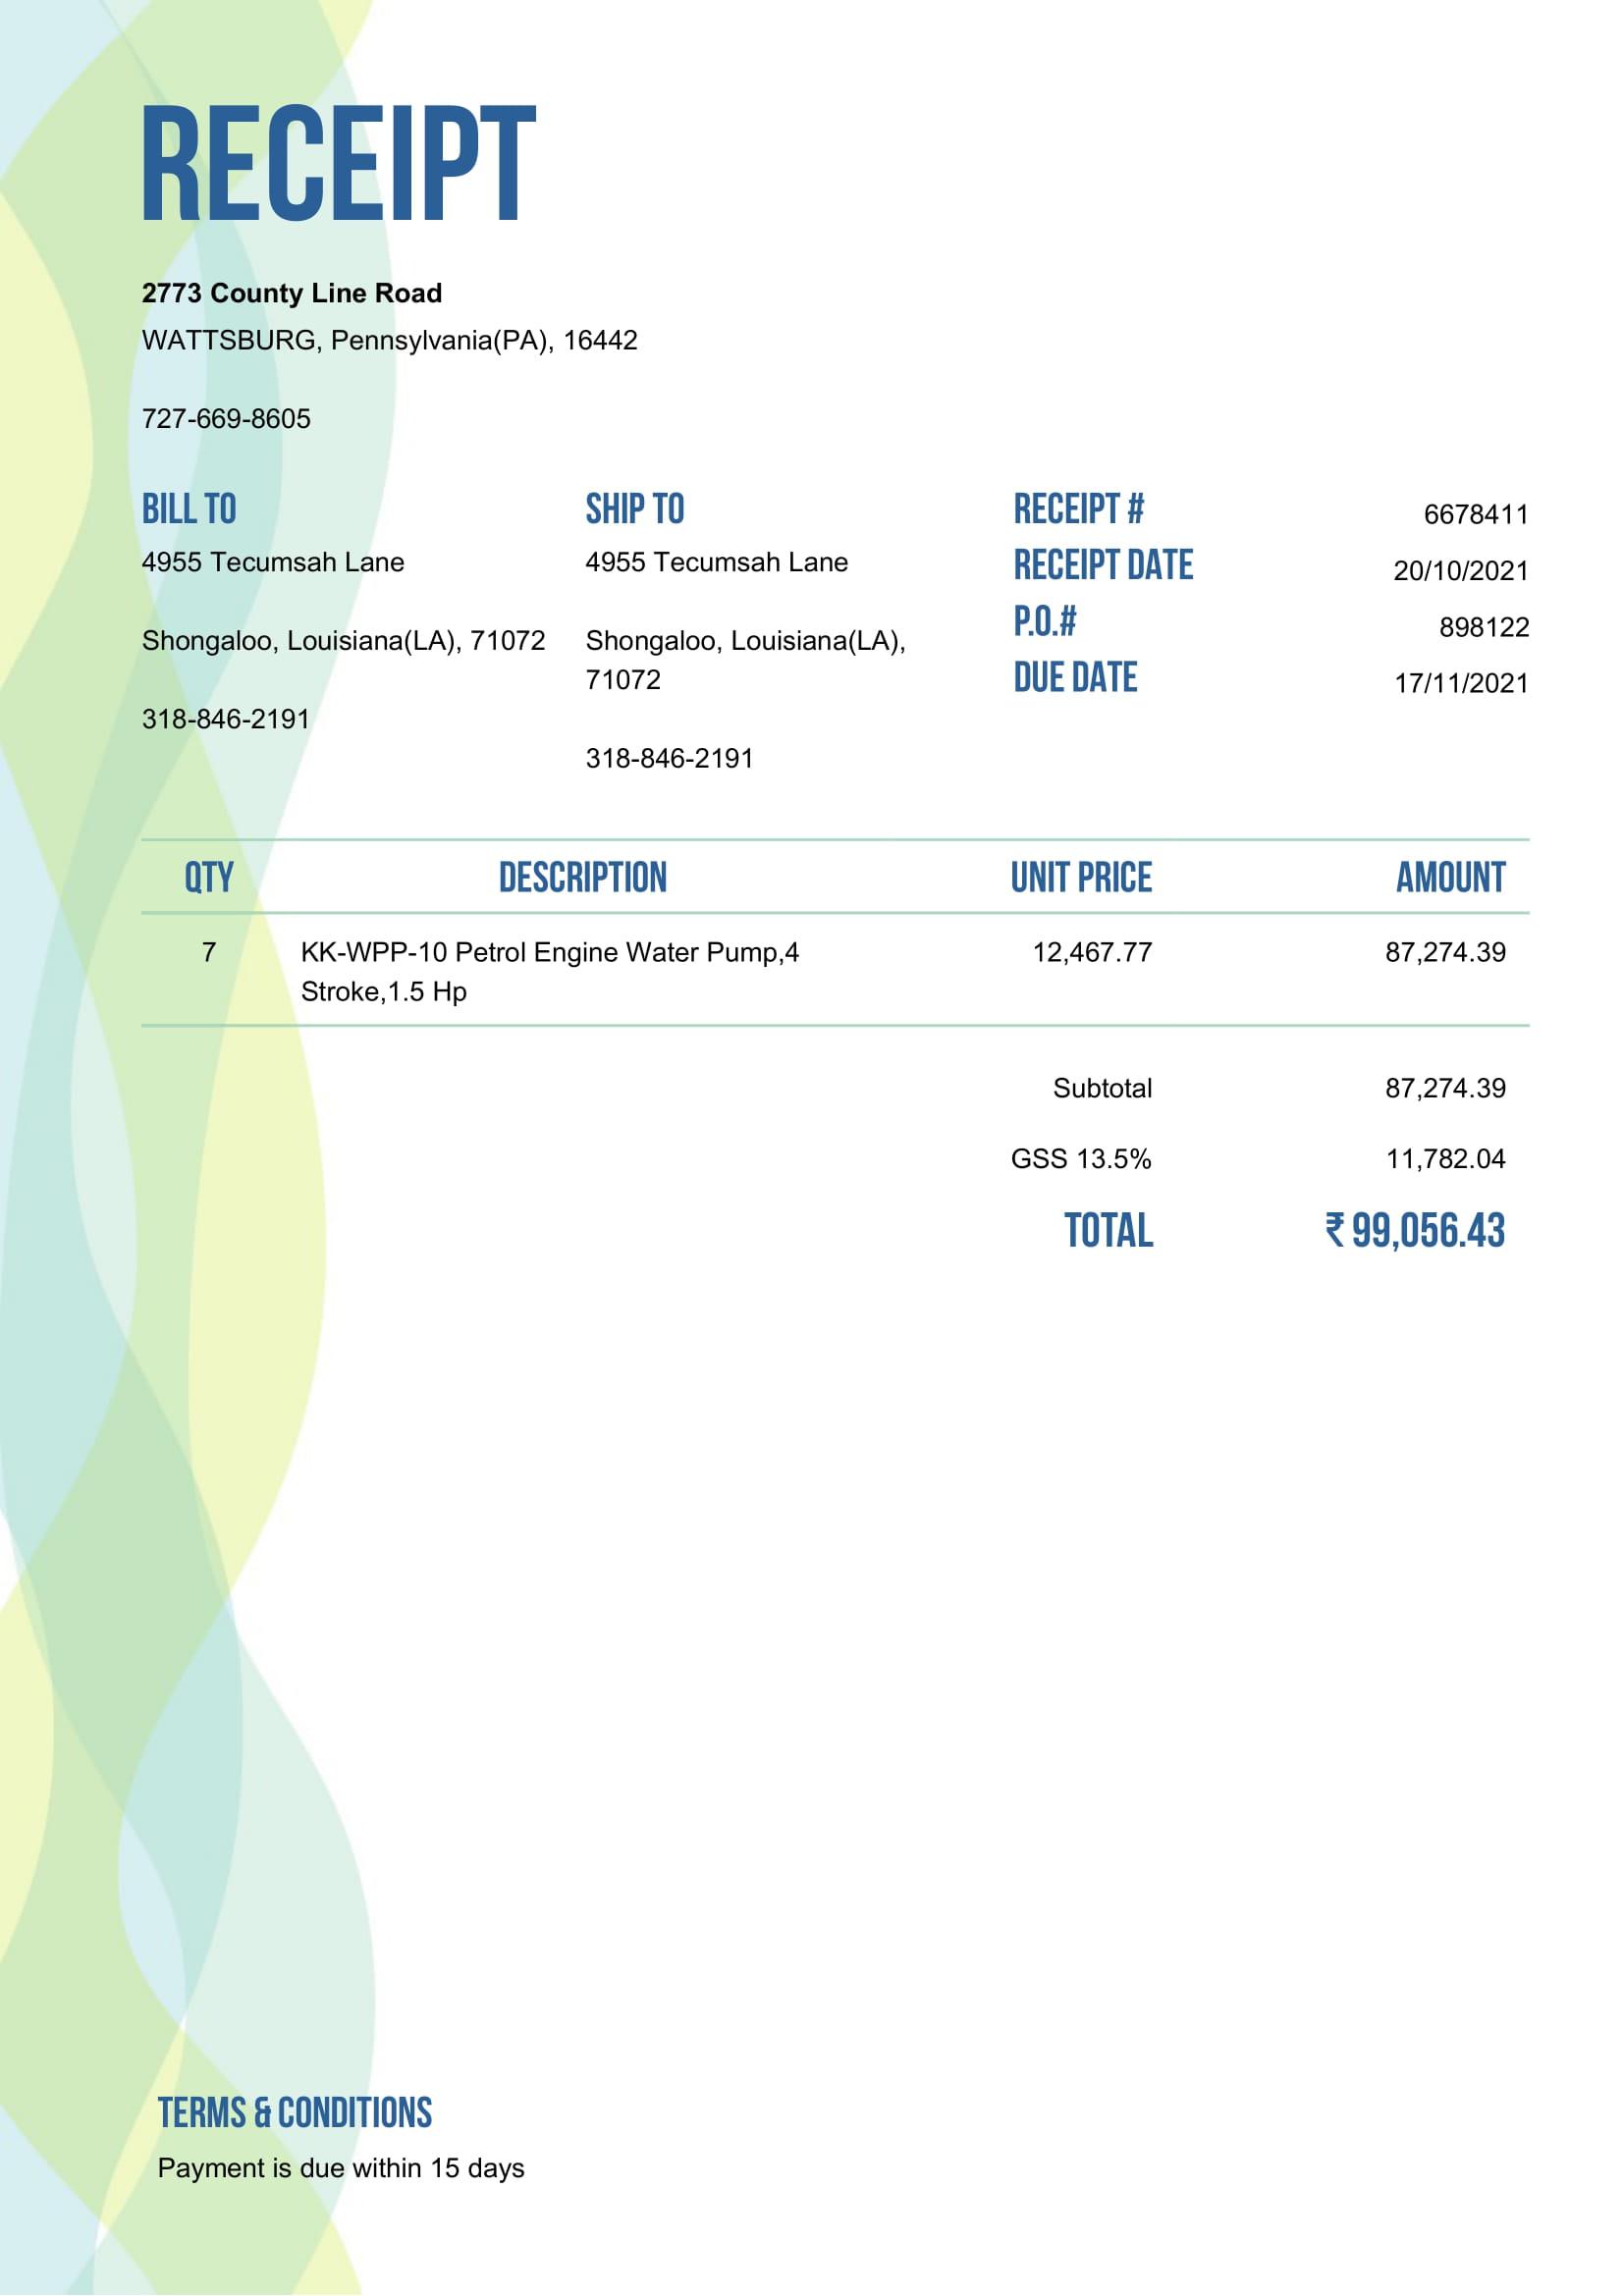 RECEIPT
2773 County Line Road
WATTSBURG, Pennsylvania(PA), 16442
727-669-8605
BILL TO
4955 Tecumsah Lane
Shongaloo, Louisiana(LA), 71072
318-846-2191
SHIP TO
4955 Tecumsah Lane
Shongaloo, Louisiana(LA),
71072
318-846-2191
RECEIPT # 6678411
RECEIPT DATE 20/10/2021
P.O.# 898122
DUE DATE 17/11/2021
QTY DESCRIPTION UNIT PRICE AMOUNT
7 KK-WPP-10 Petrol Engine Water Pump,4 12,467.77 87,274.39
Stroke,1.5 Hp
Subtotal 87,274.39
GSS 13.5% 11,782.04
TOTAL ₹ 99,056.43
TERMS & CONDITIONS
Payment is due within 15 days